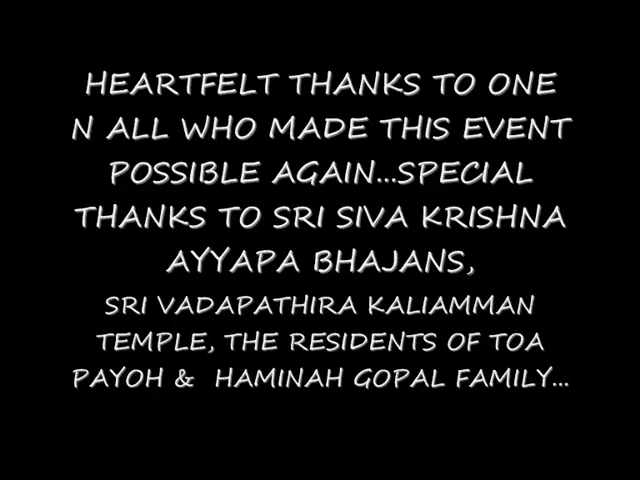 HEARTFELT THANKS TO ONE
N ALL WHO MADE THIS EVENT
POSSIBLE AGAIN...SPECIAL
THANKS TO SRI SIVA KRISHNA
AYYAPA BHAJANS,
SRI VADAPATHIRA KALIAMMAN
TEMPLE, THE RESIDENTS OF TOA
PAYOH &  HAMINAH GOPAL FAMILY...